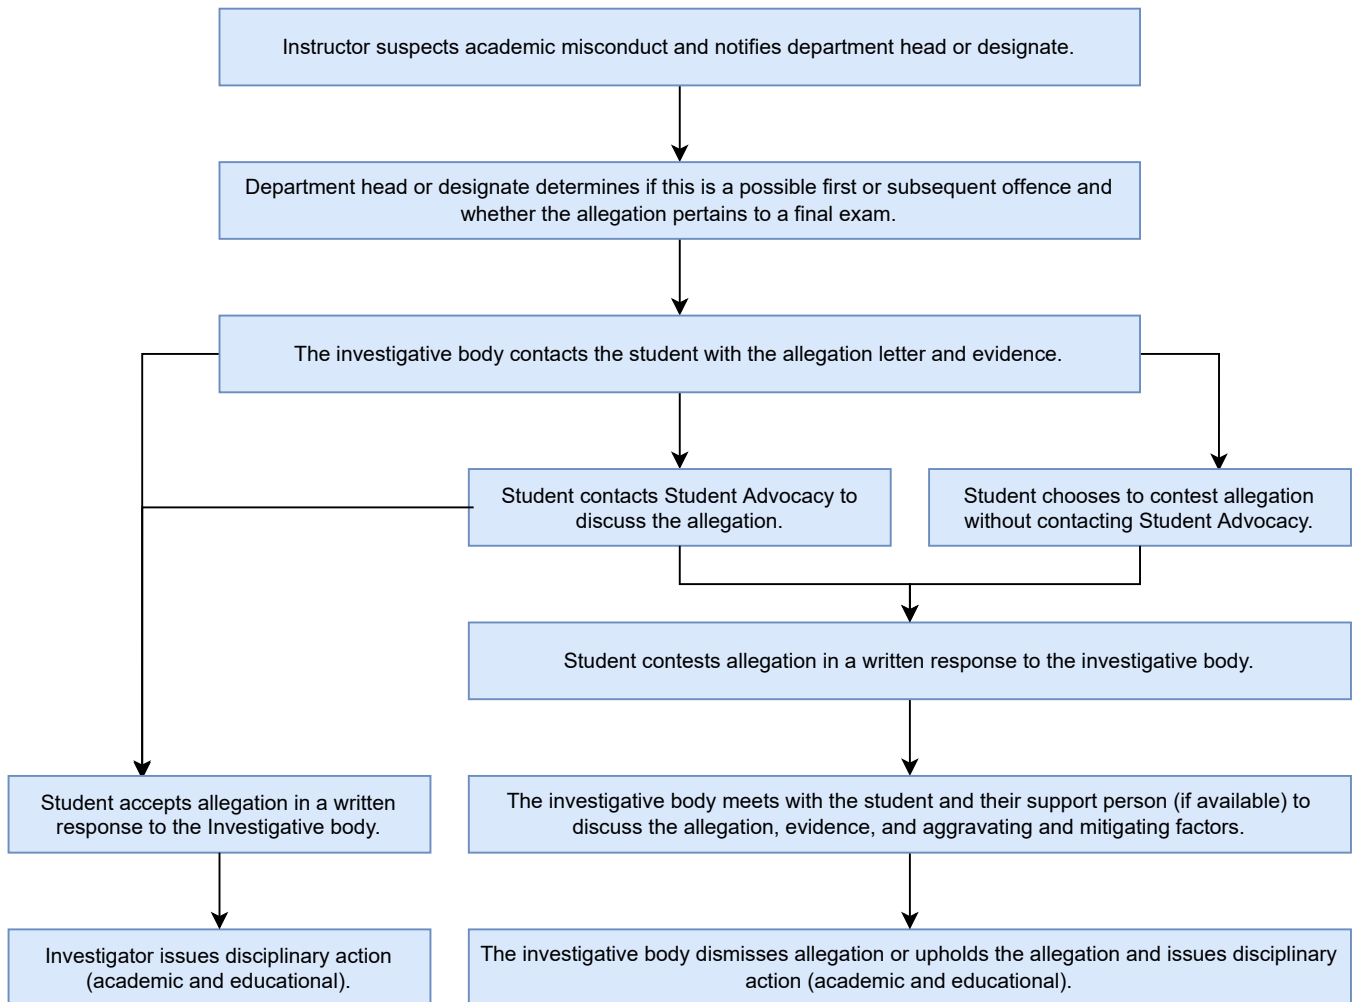 Instructor suspects academic misconduct and notifies department head or designate.
Department head or designate determines if this is a possible first or subsequent offence and
whether the allegation pertains to a final exam.
The investigative body contacts the student with the allegation letter and evidence.
Student contacts Student Advocacy to
discuss the allegation.
Student chooses to contest allegation
without contacting Student Advocacy.
Student contests allegation in a written response to the investigative body.
Student accepts allegation in a written
response to the Investigative body.
The investigative body meets with the student and their support person (if available) to
discuss the allegation, evidence, and aggravating and mitigating factors.
Investigator issues disciplinary action
(academic and educational).
The investigative body dismisses allegation or upholds the allegation and issues disciplinary
action (academic and educational).